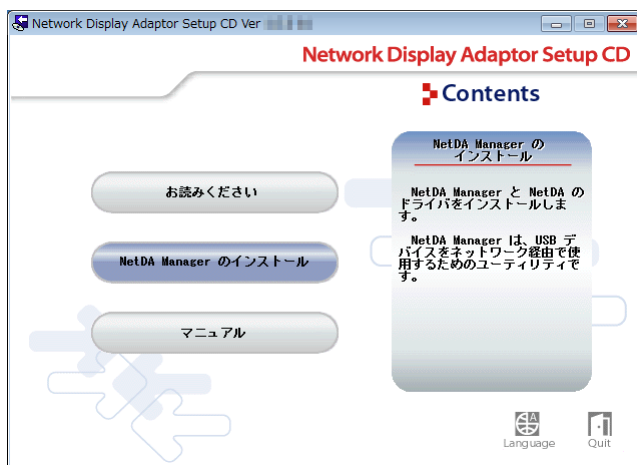 Network Display Adaptor Setup CD Ver
Network Display Adaptor Setup CD
Contents
お読みください
NetDA Manager のインストール
マニュアル
NetDA Manager の
インストール
NetDA Manager と NetDA の
ドライバをインストールしま
す。
NetDA Manager は、USB デ
バイスをネットワーク経由で使
用するためのユーティリティで
す。
Language
Quit